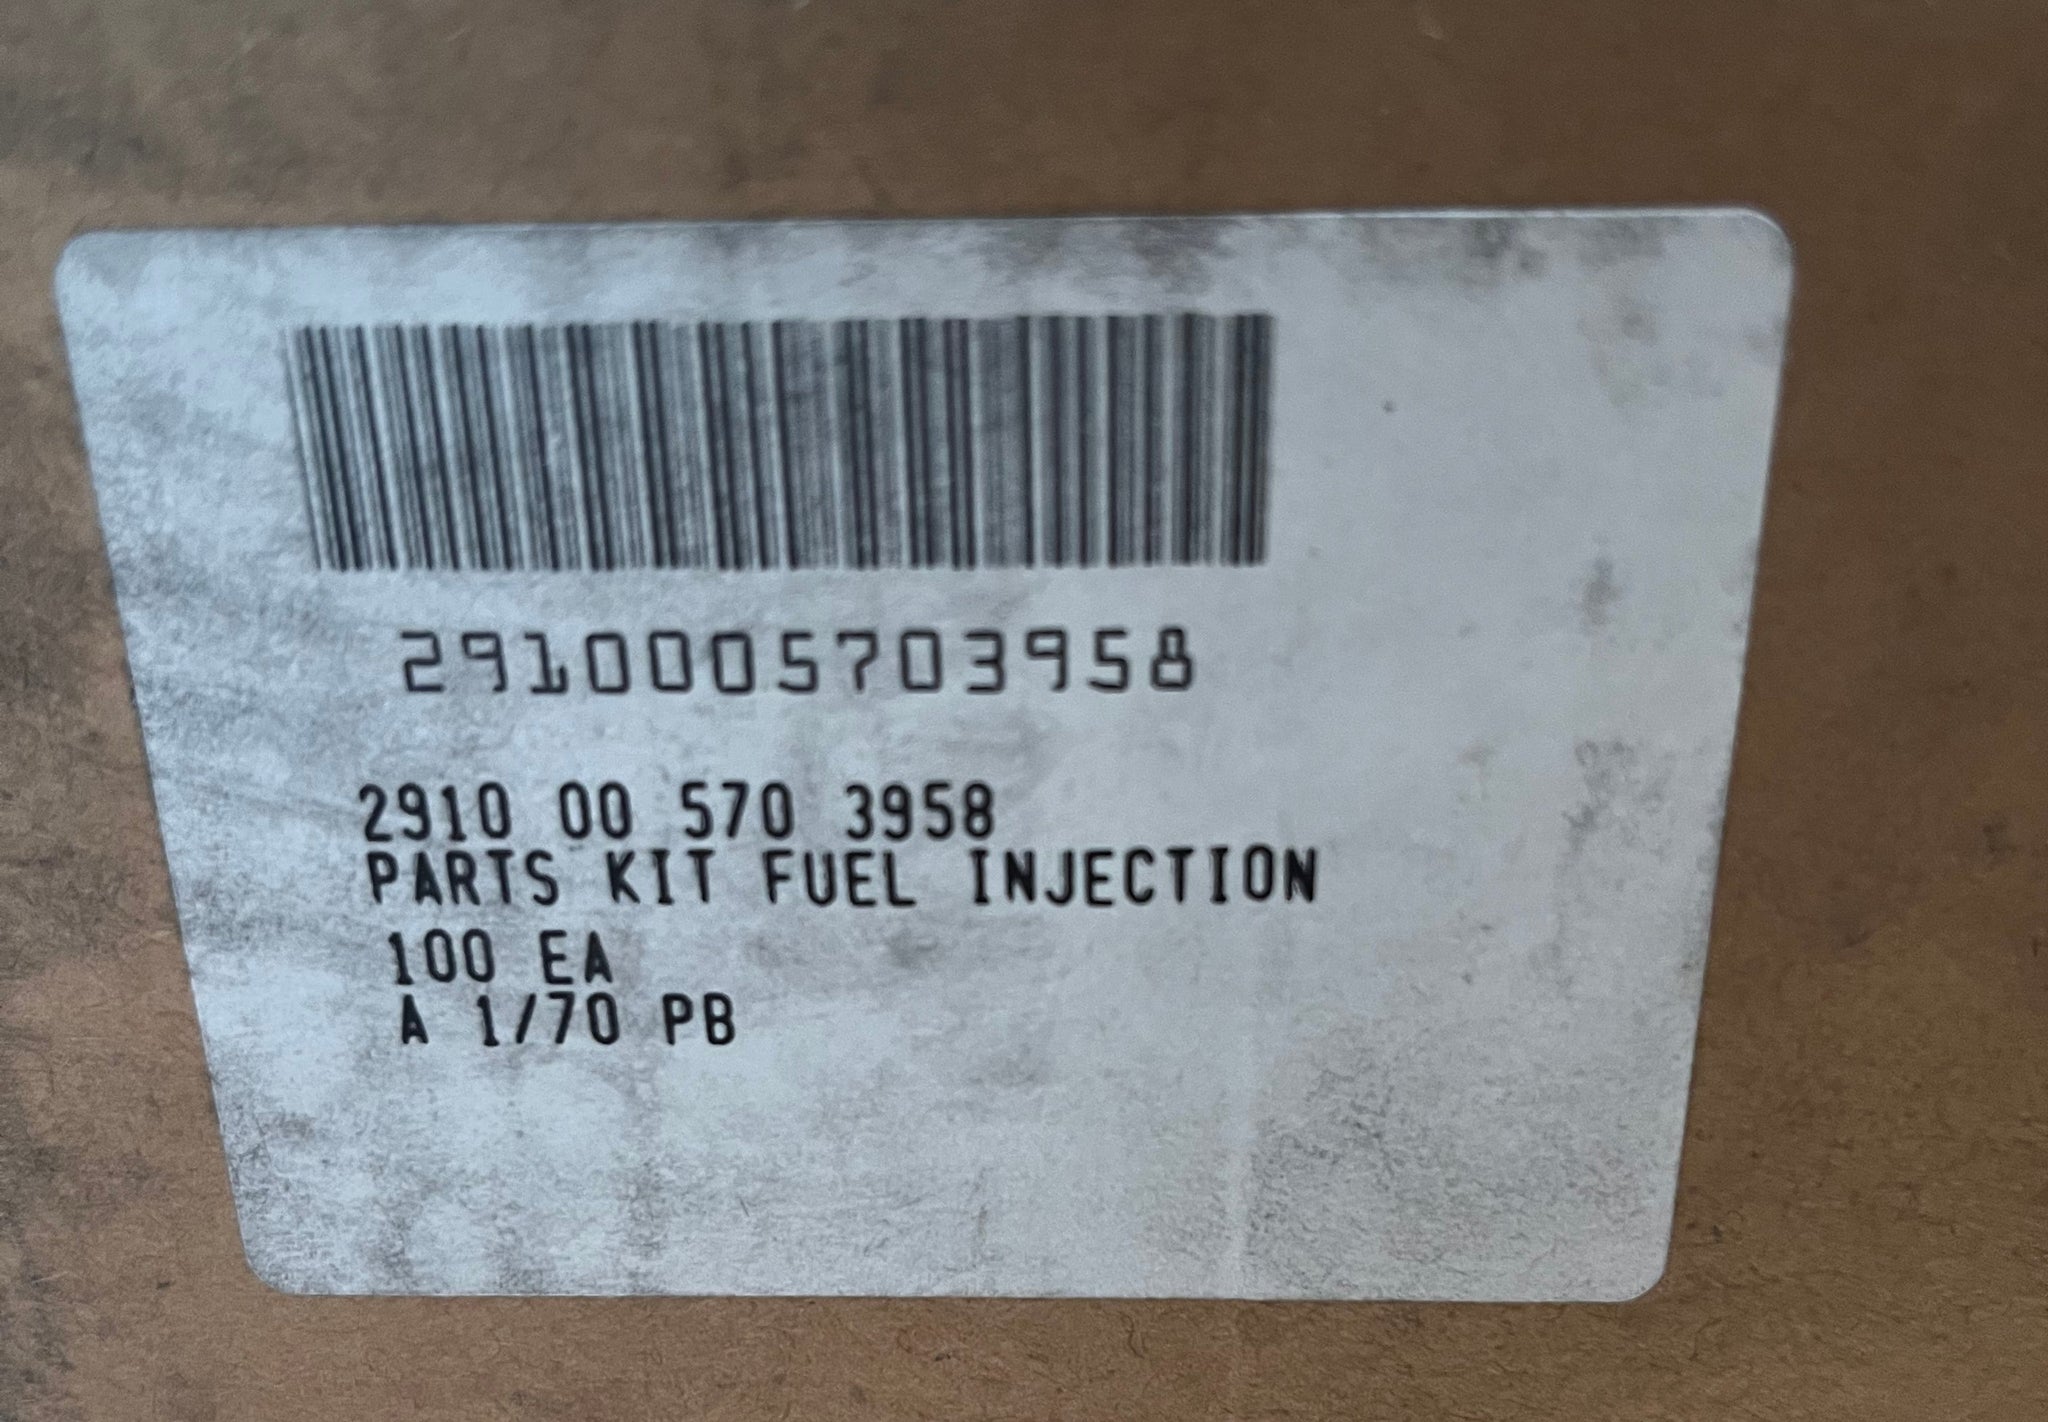 2910005703958
2910 00 570 3958
PARTS KIT FUEL INJECTION
100 EA
A 1/70 PB